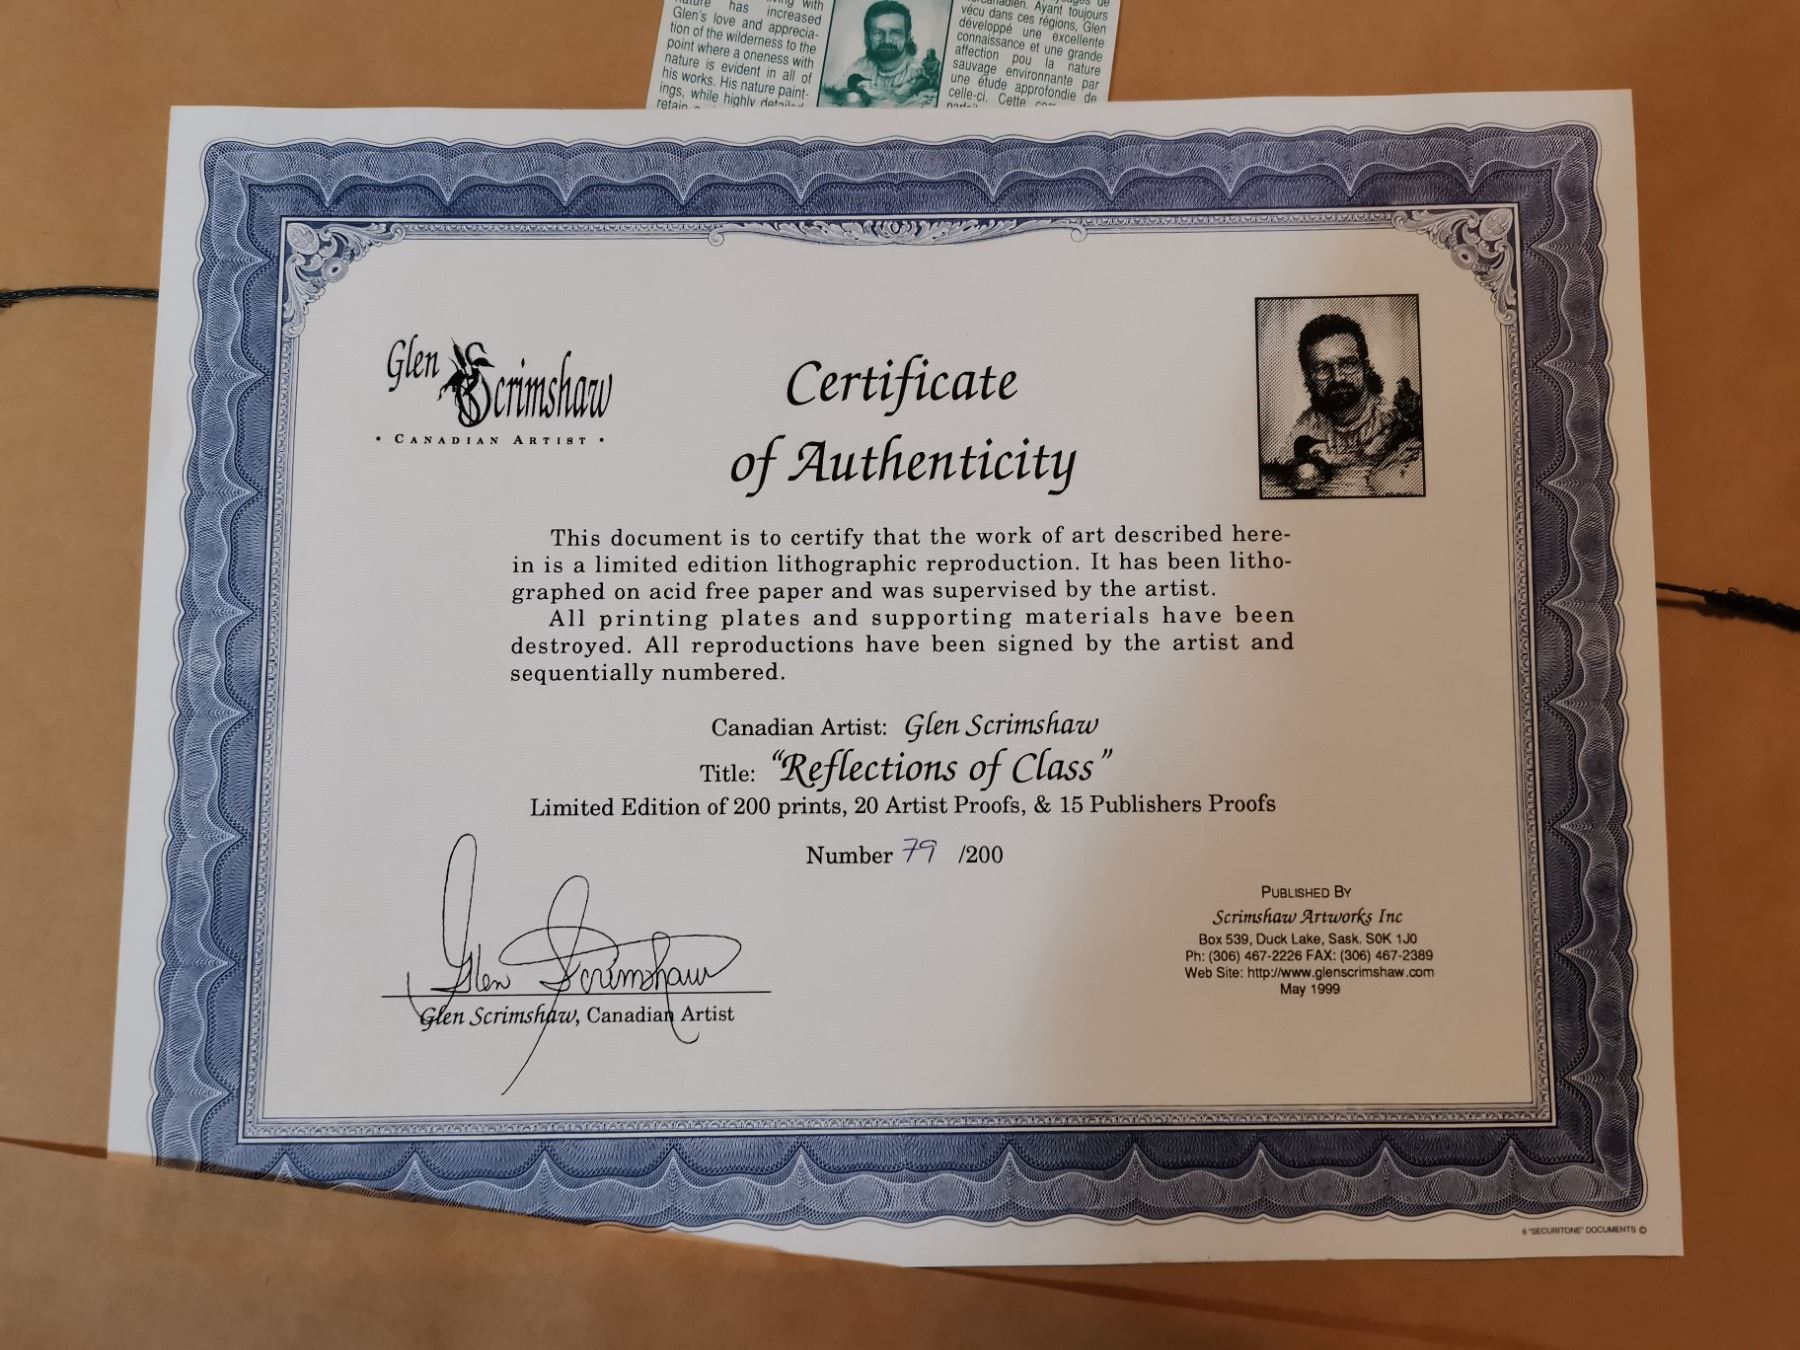 has increased
Glen's love and apprecia-
tion of the wilderness to the
point where a oneness with
nature is evident in all of
his works. His nature paint-
ings, while highly
retain
Ayant toujours
vécu dans ces régions, Glen
développé une excellente
connaissance et une grande
affection pou la nature
sauvage environnante par
une étude approfondie de
celle-ci. Cette
Glen Scrimshaw
• CANADIAN ARTIST •
Certificate
of Authenticity
This document is to certify that the work of art described here-
in is a limited edition lithographic reproduction. It has been litho-
graphed on acid free paper and was supervised by the artist.
All printing plates and supporting materials have been
destroyed. All reproductions have been signed by the artist and
sequentially numbered.
Canadian Artist: Glen Scrimshaw
Title: "Reflections of Class"
Limited Edition of 200 prints, 20 Artist Proofs, & 15 Publishers Proofs
Number 79 /200
Glen Scrimshaw
Glen Scrimshaw, Canadian Artist
PUBLISHED BY
Scrimshaw Artworks Inc
Box 539, Duck Lake, Sask. S0K 1J0
Ph: (306) 467-2226 FAX: (306) 467-2389
Web Site: http://www.glenscrimshaw.com
May 1999
6 "SECURITONE" DOCUMENTS ©